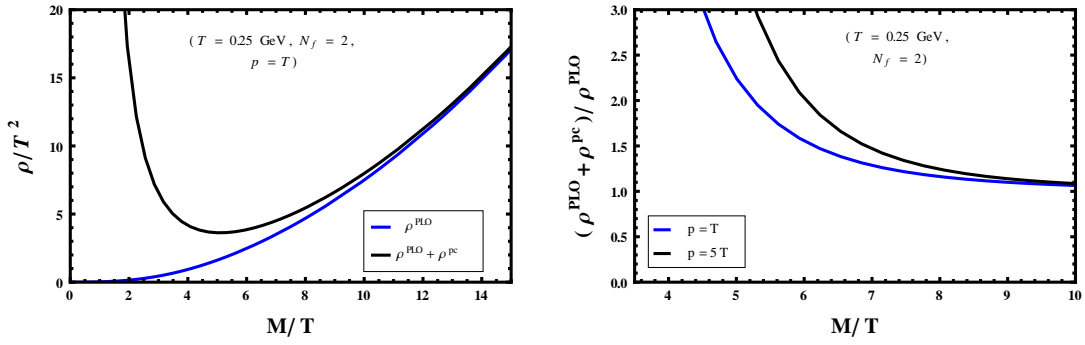 20
15
10
5
0
ρ/T²
( T = 0.25 GeV, N_f = 2 ,
p = T )
ρ^PLO
ρ^PLO + ρ^pc
0 2 4 6 8 10 12 14
M/T
3.0
2.5
2.0
1.5
1.0
0.5
0.0
( ρ^PLO + ρ^pc ) / ρ^PLO
( T = 0.25 GeV ,
N_f = 2)
p = T
p = 5 T
4 5 6 7 8 9 10
M/T